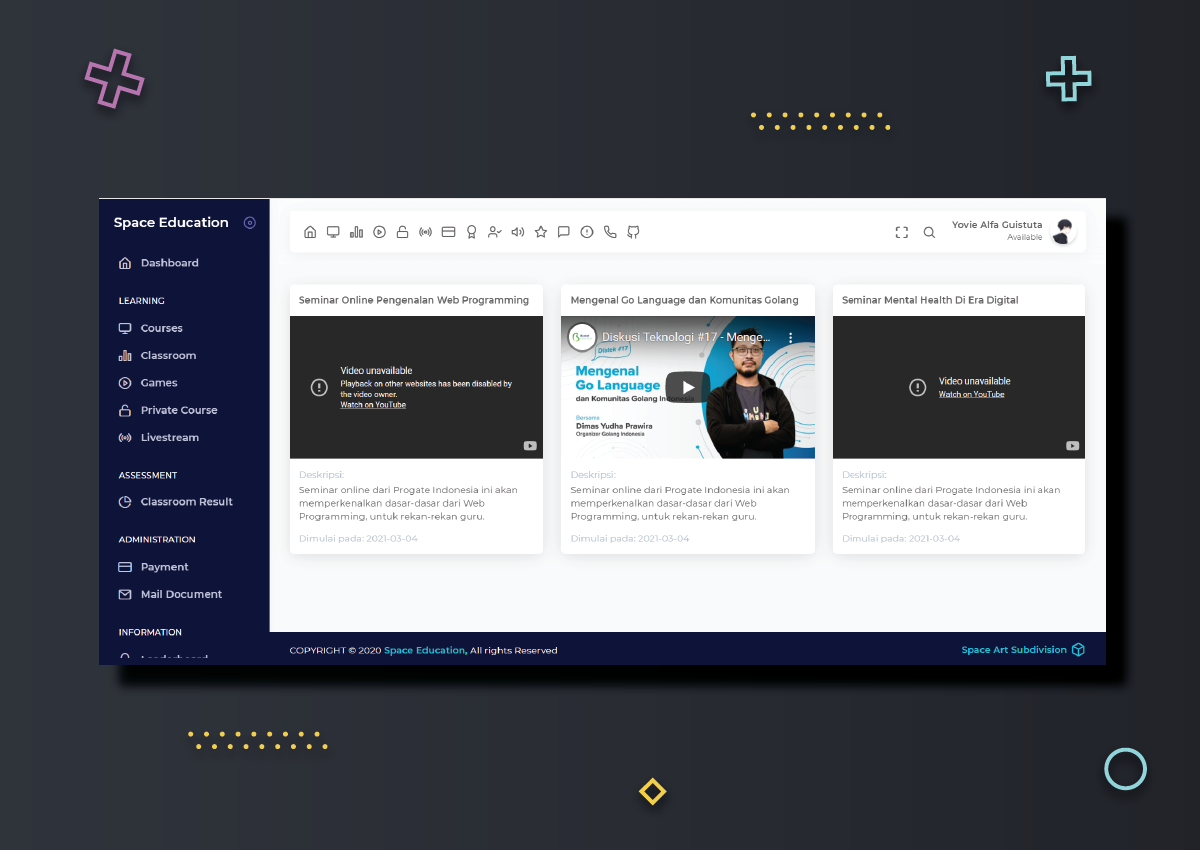 Space Education
Dashboard
LEARNING
Courses
Classroom
Games
Private Course
Livestream
ASSESSMENT
Classroom Result
ADMINISTRATION
Payment
Mail Document
INFORMATION
Leaderboard
Yovie Alfa Guistuta
Available
Seminar Online Pengenalan Web Programming
Video unavailable
Playback on other websites has been disabled by
the video owner.
Watch on YouTube
Deskripsi:
Seminar online dari Progate Indonesia ini akan
memperkenalkan dasar-dasar dari Web
Programming, untuk rekan-rekan guru.
Dimulai pada: 2021-03-04
Mengenal Go Language dan Komunitas Golang
Diskusi Teknologi #17 - Menge...
Distek #17
Mengenal
Go Language
dan Komunitas Golang Indonesia
Bersama
Dimas Yudha Prawira
Organizer Golang Indonesia
Deskripsi:
Seminar online dari Progate Indonesia ini akan
memperkenalkan dasar-dasar dari Web
Programming, untuk rekan-rekan guru.
Dimulai pada: 2021-03-04
Seminar Mental Health Di Era Digital
Video unavailable
Watch on YouTube
Deskripsi:
Seminar online dari Progate Indonesia ini akan
memperkenalkan dasar-dasar dari Web
Programming, untuk rekan-rekan guru.
Dimulai pada: 2021-03-04
COPYRIGHT © 2020 Space Education, All rights Reserved
Space Art Subdivision